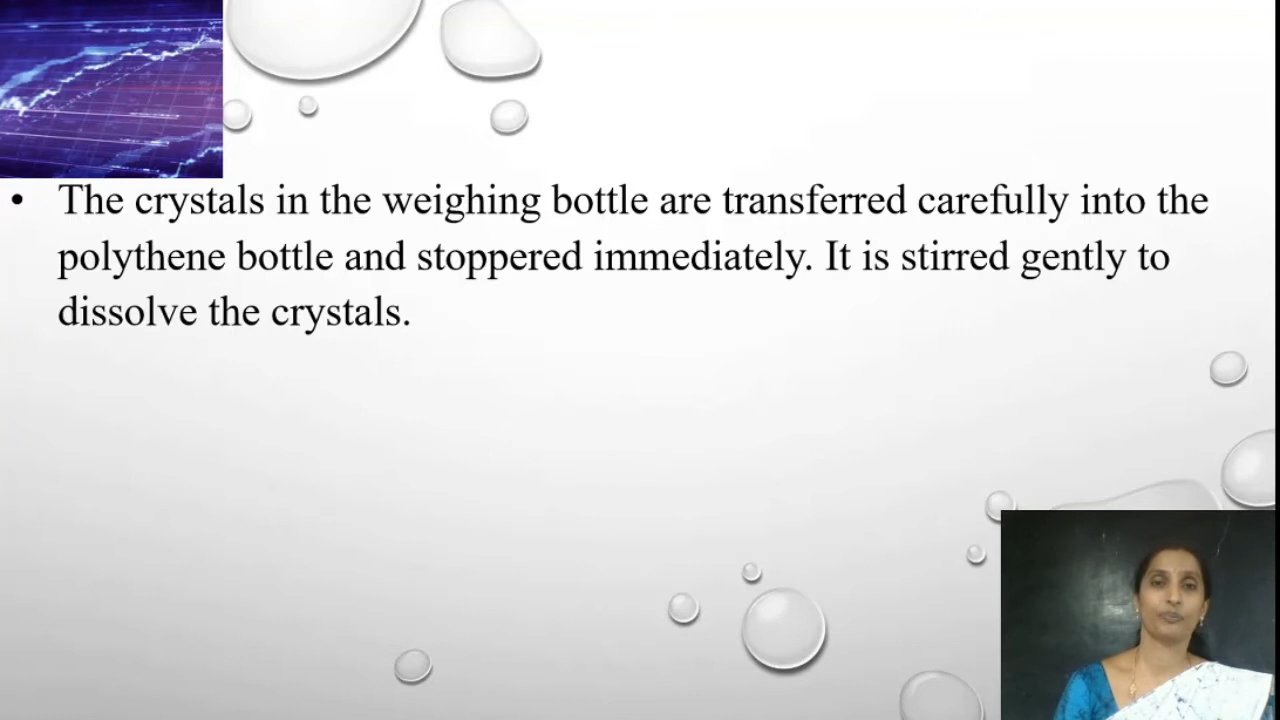 • The crystals in the weighing bottle are transferred carefully into the
polythene bottle and stoppered immediately. It is stirred gently to
dissolve the crystals.